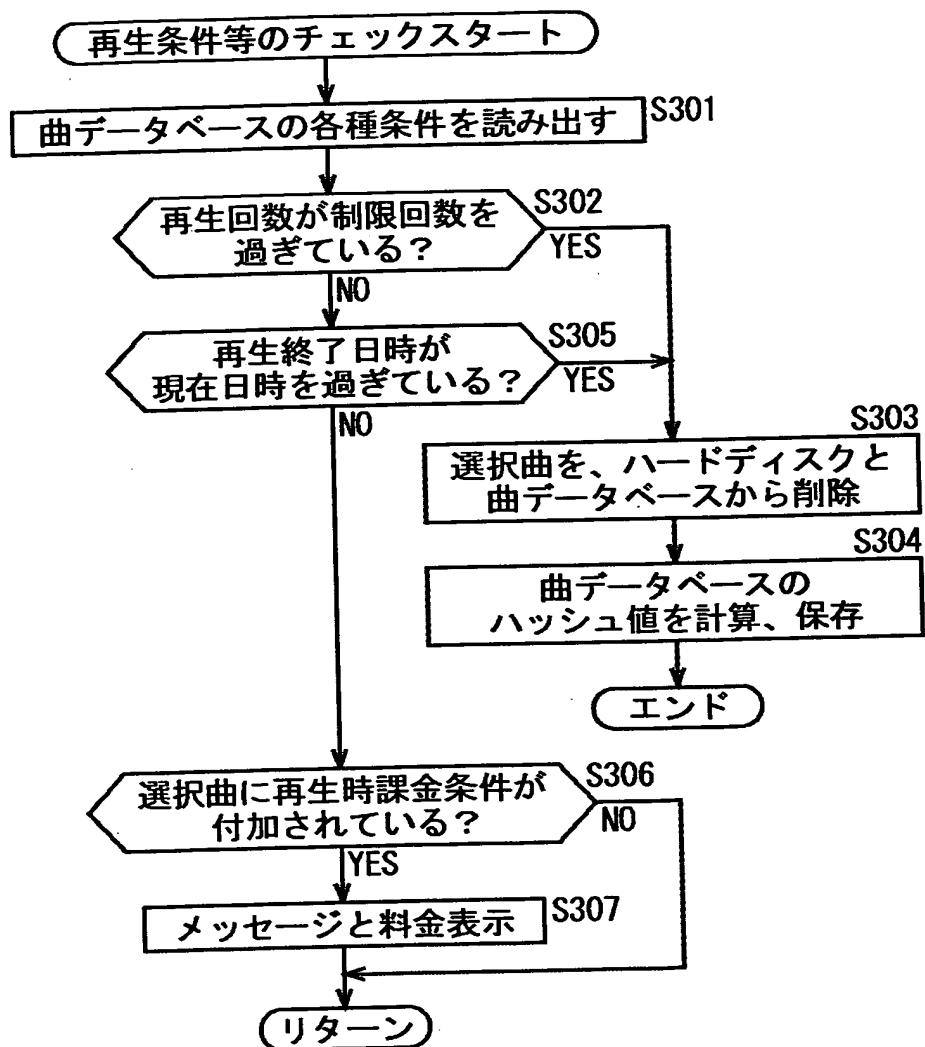 再生条件等のチェックスタート
曲データベースの各種条件を読み出す
S301
再生回数が制限回数を
過ぎている？
S302
YES
NO
再生終了日時が
現在日時を過ぎている？
S305
YES
NO
S303
選択曲を、ハードディスクと
曲データベースから削除
S304
曲データベースの
ハッシュ値を計算、保存
エンド
選択曲に再生時課金条件が
付加されている？
S306
NO
YES
メッセージと料金表示
S307
リターン